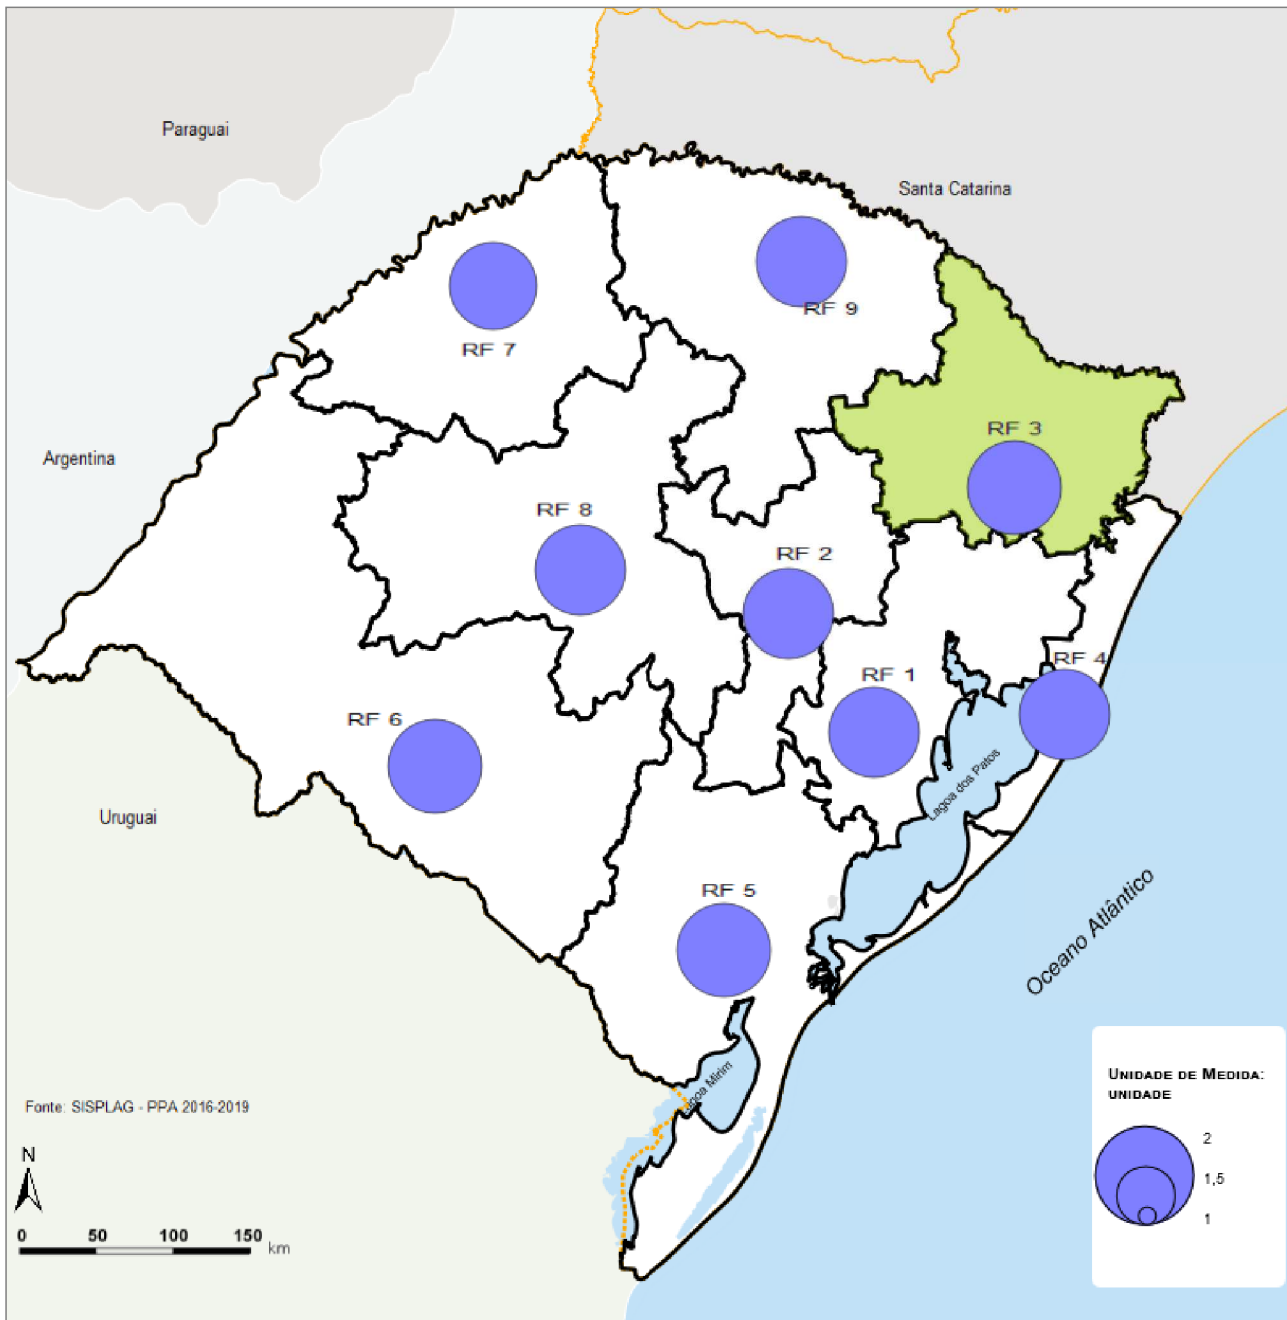 Paraguai
Santa Catarina
RF 9
RF 7
RF 3
Argentina
RF 8
RF 2
RF 4
RF 1
RF 6
Lagoa dos Patos
Uruguai
RF 5
Oceano Atlântico
Lagoa Mirim
UNIDADE DE MEDIDA:
UNIDADE
2
1,5
1
Fonte: SISPLAG - PPA 2016-2019
N
0 50 100 150 km